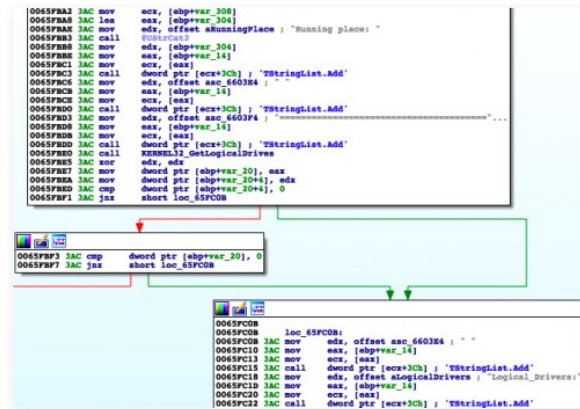 0065FBA2 3AC mov ecx, [ebp+var_308]
0065FBA8 3AC lea eax, [ebp+var_304]
0065FBAE 3AC mov edx, offset aRunningPlace ; "Running place: "
0065FBB3 3AC call @UStrCat3
0065FBB8 3AC mov edx, [ebp+var_304]
0065FBBE 3AC mov eax, [ebp+var_14]
0065FBC1 3AC mov ecx, [eax]
0065FBC3 3AC call dword ptr [ecx+3Ch] ; 'TStringList.Add'
0065FBC6 3AC mov edx, offset asc_6603E4 ; " "
0065FBCB 3AC mov eax, [ebp+var_14]
0065FBCE 3AC mov ecx, [eax]
0065FBD0 3AC call dword ptr [ecx+3Ch] ; 'TStringList.Add'
0065FBD3 3AC mov edx, offset asc_6603F4 ; "====================================="...
0065FBD8 3AC mov eax, [ebp+var_14]
0065FBDB 3AC mov ecx, [eax]
0065FBDD 3AC call dword ptr [ecx+3Ch] ; 'TStringList.Add'
0065FBE0 3AC call KERNEL32_GetLogicalDrives
0065FBE5 3AC xor edx, edx
0065FBE7 3AC mov dword ptr [ebp+var_20], eax
0065FBEA 3AC mov dword ptr [ebp+var_20+4], edx
0065FBED 3AC cmp dword ptr [ebp+var_20+4], 0
0065FBF1 3AC jnz short loc_65FC0B
0065FBF3 3AC cmp dword ptr [ebp+var_20], 0
0065FBF7 3AC jnz short loc_65FC0B
0065FC0B
0065FC0B loc_65FC0B:
0065FC0B 3AC mov edx, offset asc_6603E4 ; " "
0065FC10 3AC mov eax, [ebp+var_14]
0065FC13 3AC mov ecx, [eax]
0065FC15 3AC call dword ptr [ecx+3Ch] ; 'TStringList.Add'
0065FC18 3AC mov edx, offset aLogicalDrivers ; "Logical_Drivers:"
0065FC1D 3AC mov eax, [ebp+var_14]
0065FC20 3AC mov ecx, [eax]
0065FC22 3AC call dword ptr [ecx+3Ch] ; 'TStringList.Add'